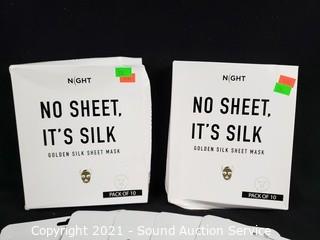 NIGHT
NO SHEET,
IT'S SILK
GOLDEN SILK SHEET MASK
PACK OF 10
NIGHT
NO SHEET,
IT'S SILK
GOLDEN SILK SHEET MASK
PACK OF 10
Copyright 2021 - Sound Auction Service